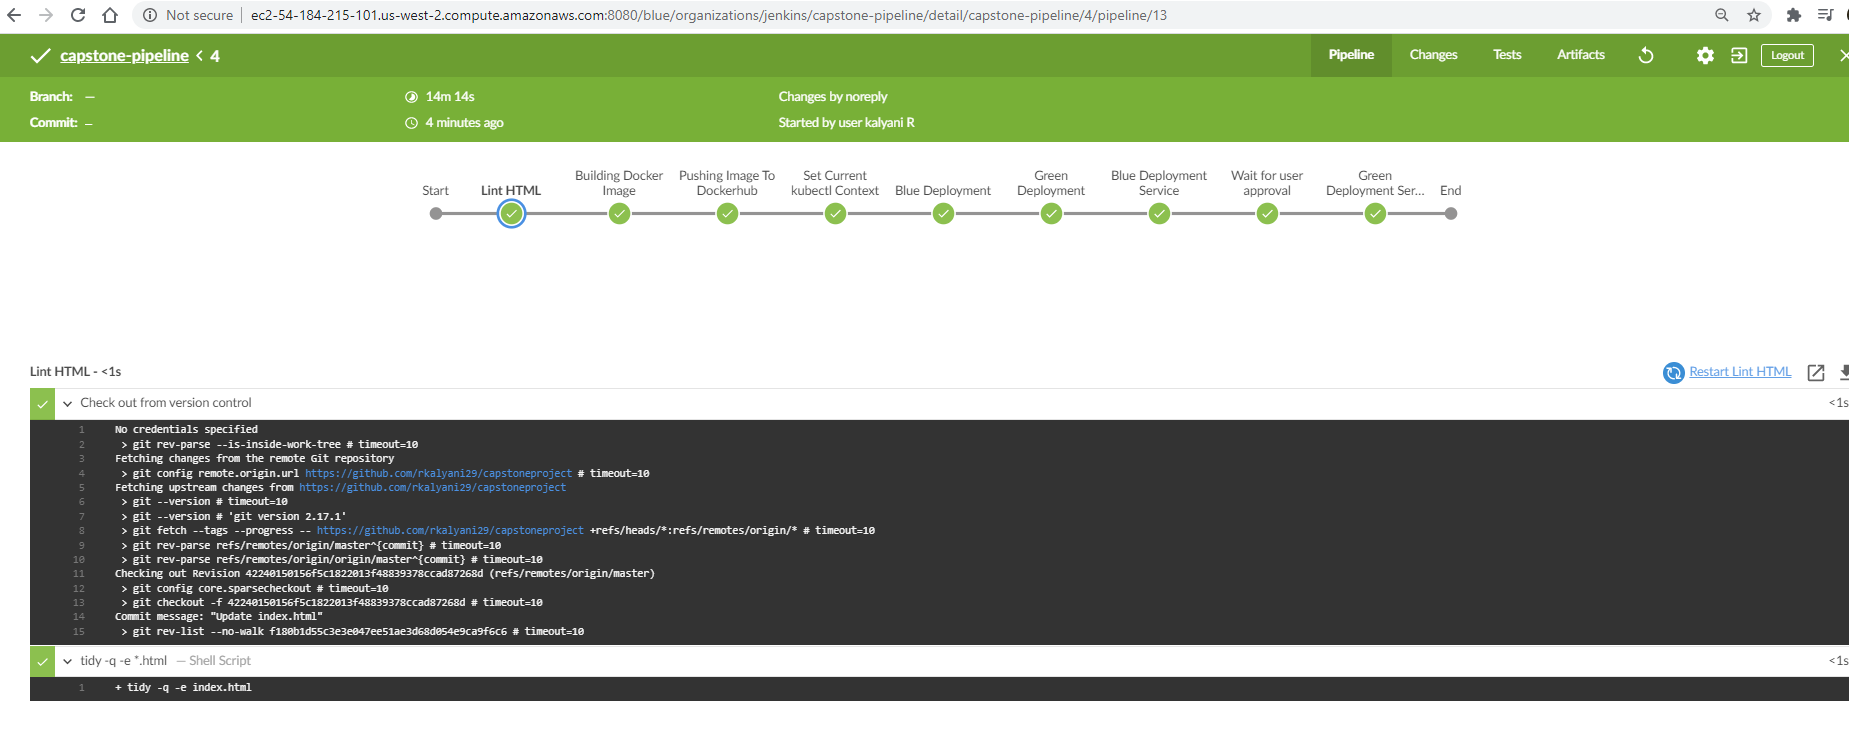 Not secure | ec2-54-184-215-101.us-west-2.compute.amazonaws.com:8080/blue/organizations/jenkins/capstone-pipeline/detail/capstone-pipeline/4/pipeline/13
capstone-pipeline < 4 Pipeline Changes Tests Artifacts Logout
Branch: — 14m 14s Changes by noreply
Commit: – 4 minutes ago Started by user kalyani R
Building Docker Pushing Image To Set Current Green Blue Deployment Wait for user Green
Start Lint HTML Image Dockerhub kubectl Context Blue Deployment Deployment Service approval Deployment Ser... End
Lint HTML - <1s Restart Lint HTML
Check out from version control <1s
1 No credentials specified
2 > git rev-parse --is-inside-work-tree # timeout=10
3 Fetching changes from the remote Git repository
4 > git config remote.origin.url https://github.com/rkalyani29/capstoneproject # timeout=10
5 Fetching upstream changes from https://github.com/rkalyani29/capstoneproject
6 > git --version # timeout=10
7 > git --version # 'git version 2.17.1'
8 > git fetch --tags --progress -- https://github.com/rkalyani29/capstoneproject +refs/heads/*:refs/remotes/origin/* # timeout=10
9 > git rev-parse refs/remotes/origin/master^{commit} # timeout=10
10 > git rev-parse refs/remotes/origin/origin/master^{commit} # timeout=10
11 Checking out Revision 42240150156f5c1822013f48839378ccad87268d (refs/remotes/origin/master)
12 > git config core.sparsecheckout # timeout=10
13 > git checkout -f 42240150156f5c1822013f48839378ccad87268d # timeout=10
14 Commit message: "Update index.html"
15 > git rev-list --no-walk f180b1d55c3e3e047ee51ae3d68d054e9ca9f6c6 # timeout=10
tidy -q -e *.html — Shell Script <1s
1 + tidy -q -e index.html